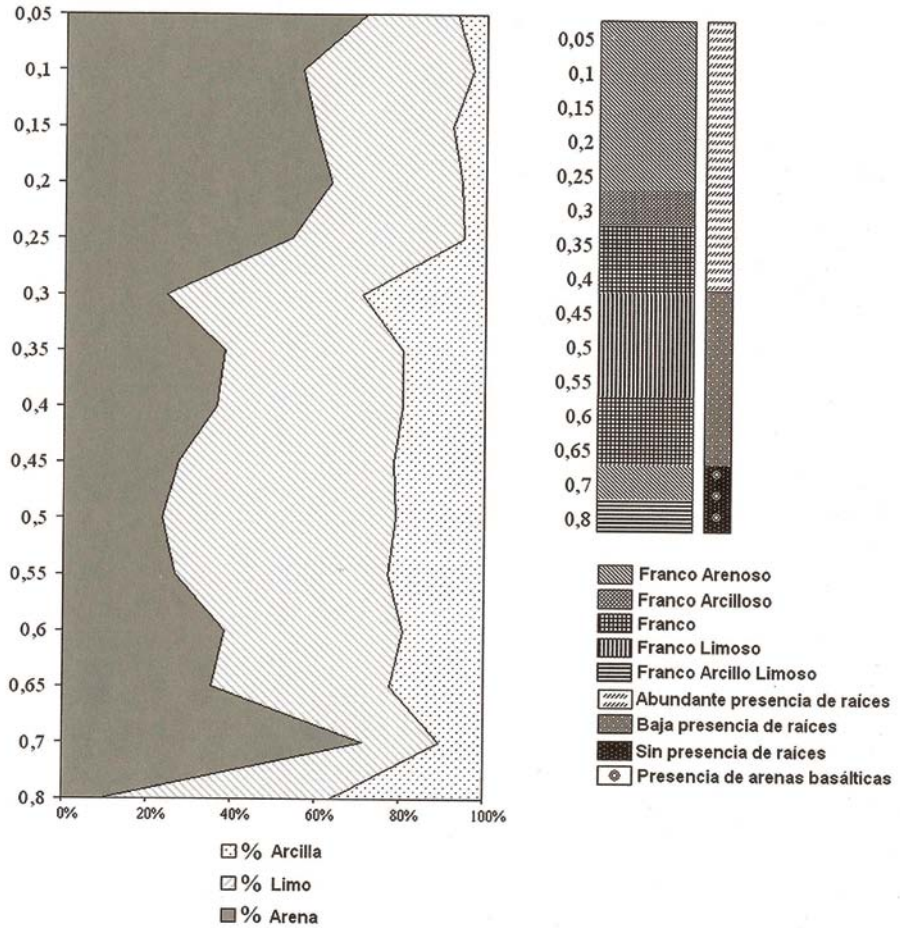 0,05
0,1
0,15
0,2
0,25
0,3
0,35
0,4
0,45
0,5
0,55
0,6
0,65
0,7
0,8
0% 20% 40% 60% 80% 100%
% Arcilla
% Limo
% Arena
0,05
0,1
0,15
0,2
0,25
0,3
0,35
0,4
0,45
0,5
0,55
0,6
0,65
0,7
0,8
Franco Arenoso
Franco Arcilloso
Franco
Franco Limoso
Franco Arcillo Limoso
Abundante presencia de raíces
Baja presencia de raíces
Sin presencia de raíces
Presencia de arenas basálticas